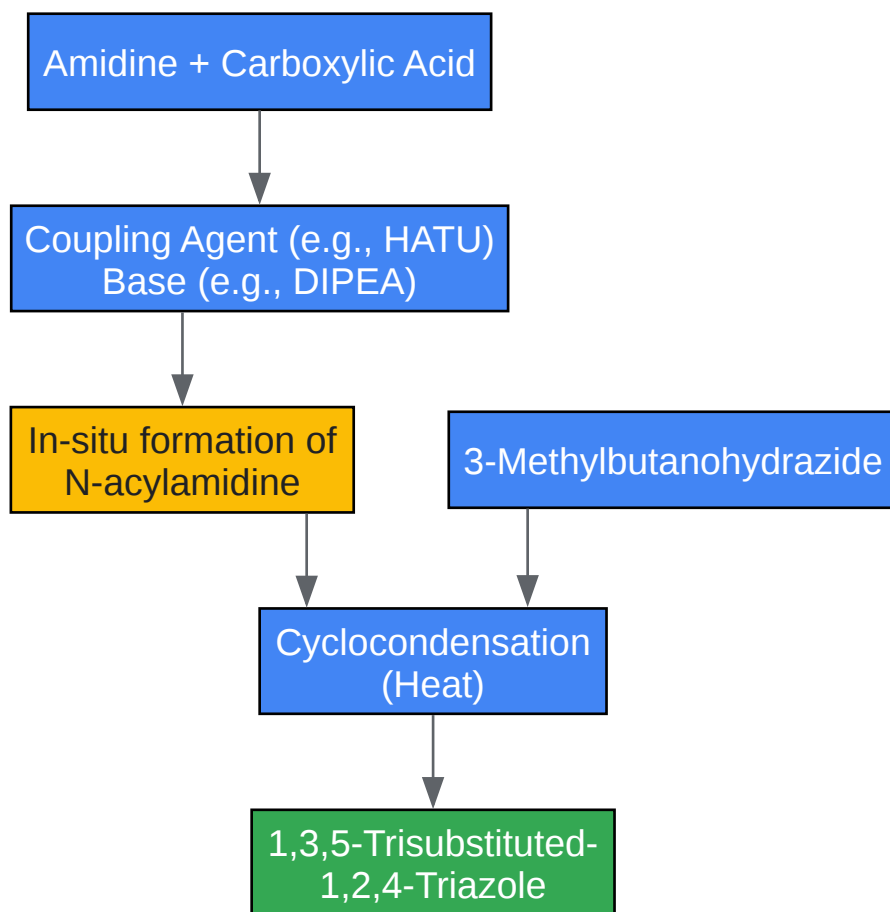 Amidine + Carboxylic Acid
Coupling Agent (e.g., HATU)
Base (e.g., DIPEA)
In-situ formation of
N-acylamidine
3-Methylbutanohydrazide
Cyclocondensation
(Heat)
1,3,5-Trisubstituted-
1,2,4-Triazole